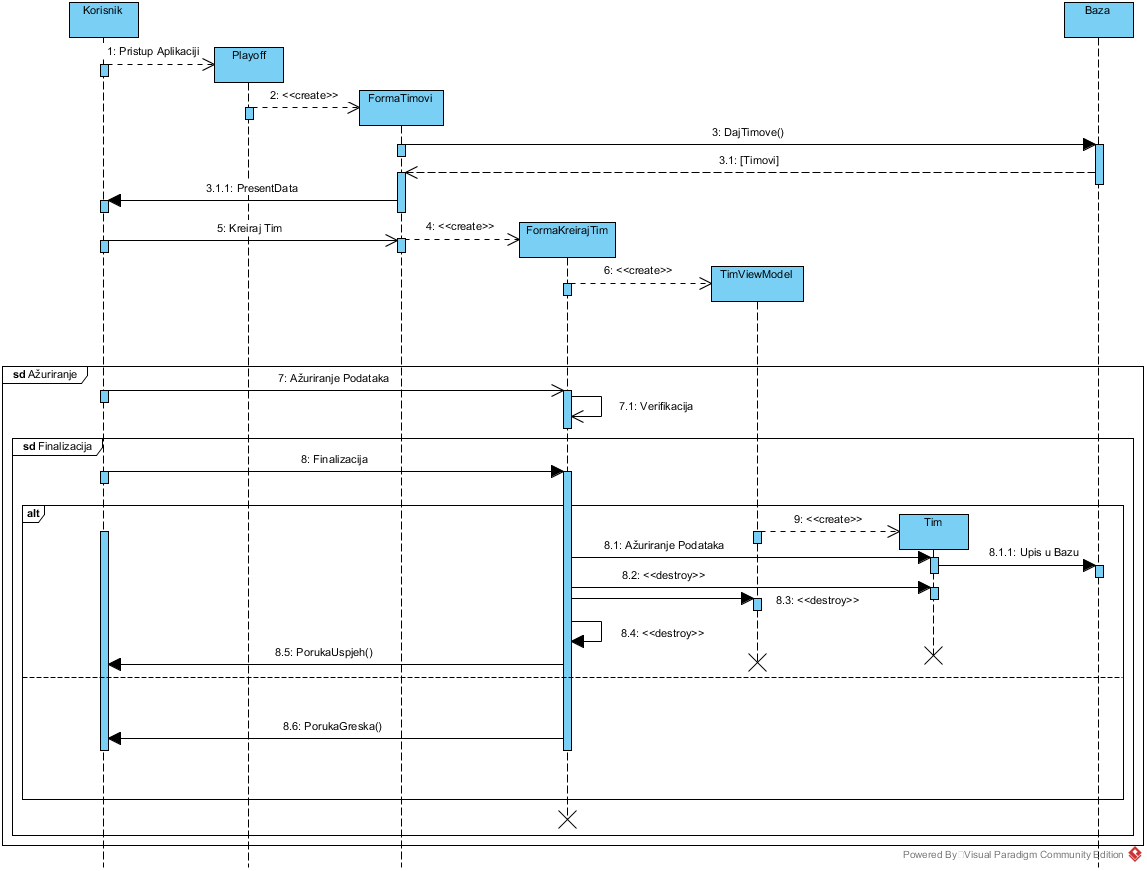 Korisnik
Baza
1: Pristup Aplikaciji
Playoff
2: <<create>>
FormaTimovi
3: DajTimove()
3.1: [Timovi]
3.1.1: PresentData
5: Kreiraj Tim
4: <<create>>
FormaKreirajTim
6: <<create>>
TimViewModel
sd Ažuriranje
7: Ažuriranje Podataka
7.1: Verifikacija
sd Finalizacija
8: Finalizacija
alt
9: <<create>>
Tim
8.1: Ažuriranje Podataka
8.1.1: Upis u Bazu
8.2: <<destroy>>
8.3: <<destroy>>
8.4: <<destroy>>
8.5: PorukaUspjeh()
8.6: PorukaGreska()
Powered By Visual Paradigm Community Edition